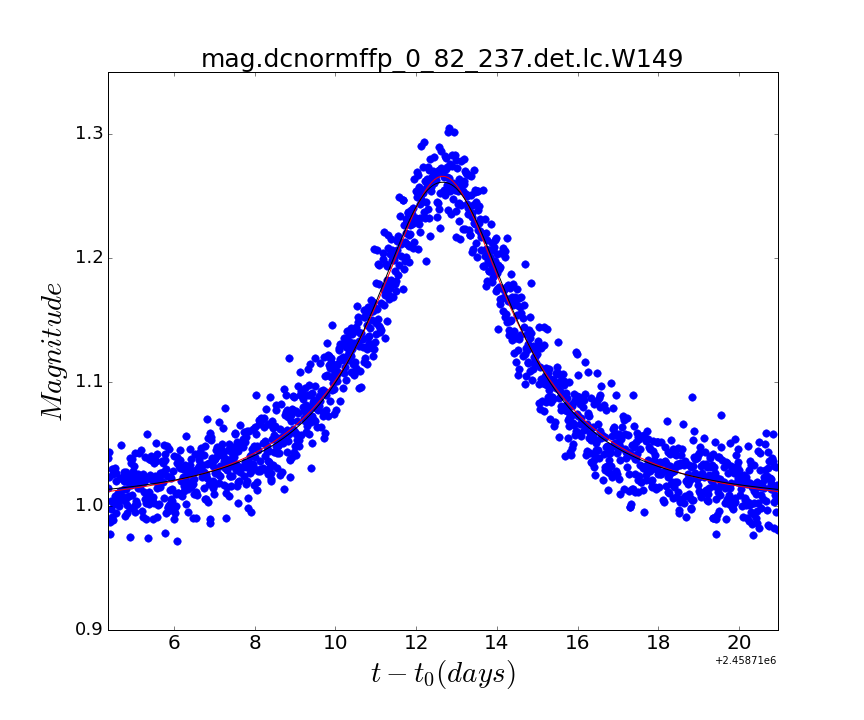 mag.dcnormffp_0_82_237.det.lc.W149
1.3
1.2
1.1
1.0
0.9
Magnitude
6 8 10 12 14 16 18 20
+2.45871e6
t − t₀(days)